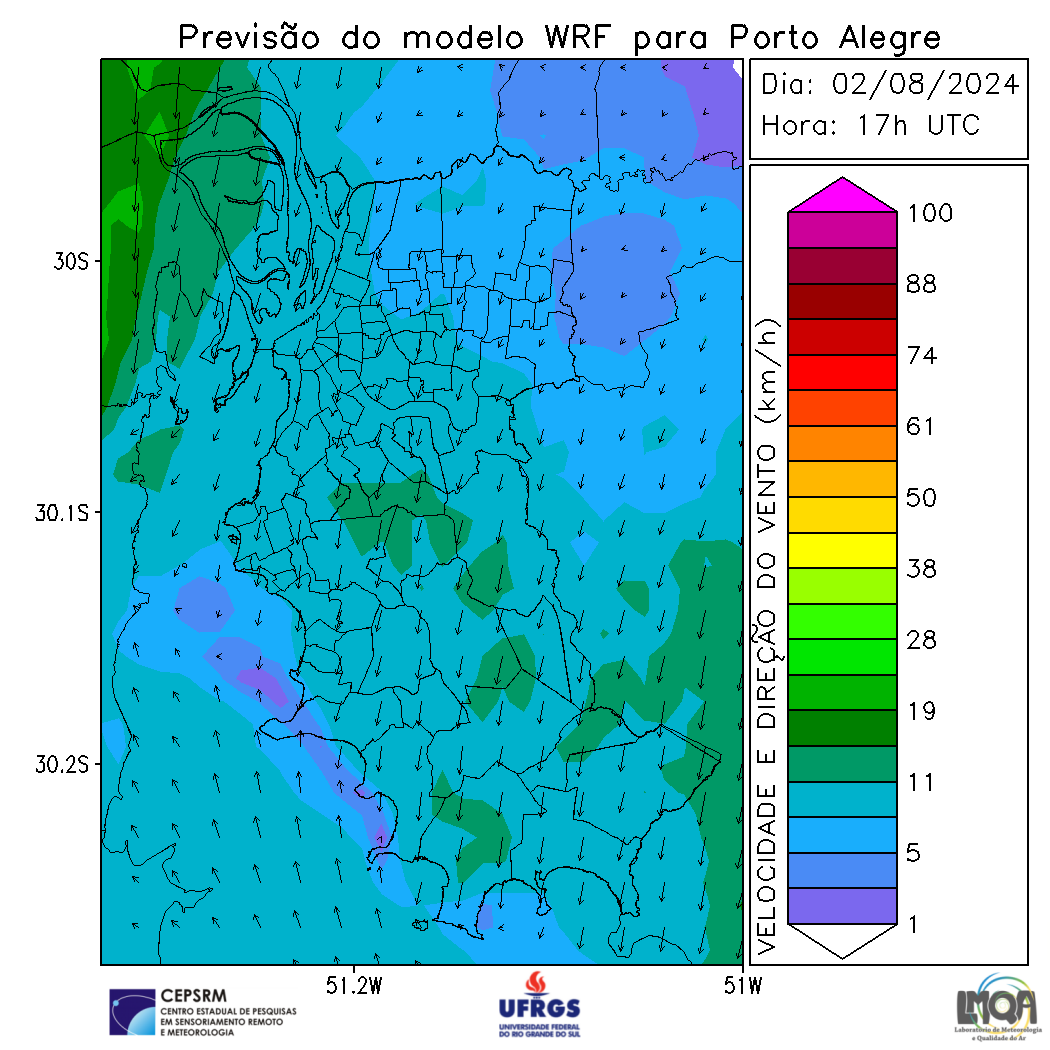 Previsão do modelo WRF para Porto Alegre
Dia: 02/08/2024
Hora: 17h UTC
30S
30.1S
30.2S
51.2W
51W
VELOCIDADE E DIREÇÃO DO VENTO (km/h)
100
88
74
61
50
38
28
19
11
5
1
CEPSRM
CENTRO ESTADUAL DE PESQUISAS
EM SENSORIAMENTO REMOTO
E METEOROLOGIA
UFRGS
UNIVERSIDADE FEDERAL
DO RIO GRANDE DO SUL
LMQA
Laboratório de Meteorologia
e Qualidade do Ar